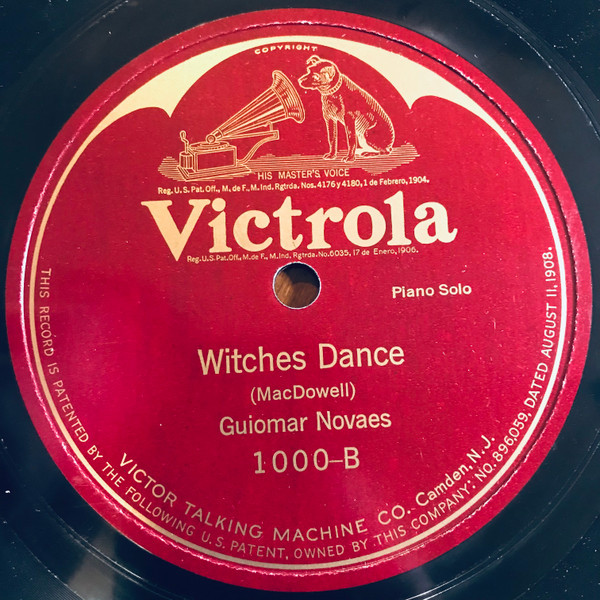 COPYRIGHT
HIS MASTER'S VOICE
Reg. U.S. Pat. Off., M. de F., M. Ind. Rgtrda. Nos. 4176 y 4180, 1 de Febrero, 1904.
Victrola
Reg. U.S. Pat. Off., M. de F., M. Ind. Rgtrda. No. 6035, 17 de Enero, 1906.
Piano Solo
Witches Dance
(MacDowell)
Guiomar Novaes
1000-B
VICTOR TALKING MACHINE CO. Camden, N.J.
THIS RECORD IS PATENTED BY THE FOLLOWING U.S. PATENT, OWNED BY THIS COMPANY: NO. 896,059, DATED AUGUST 11, 1908.